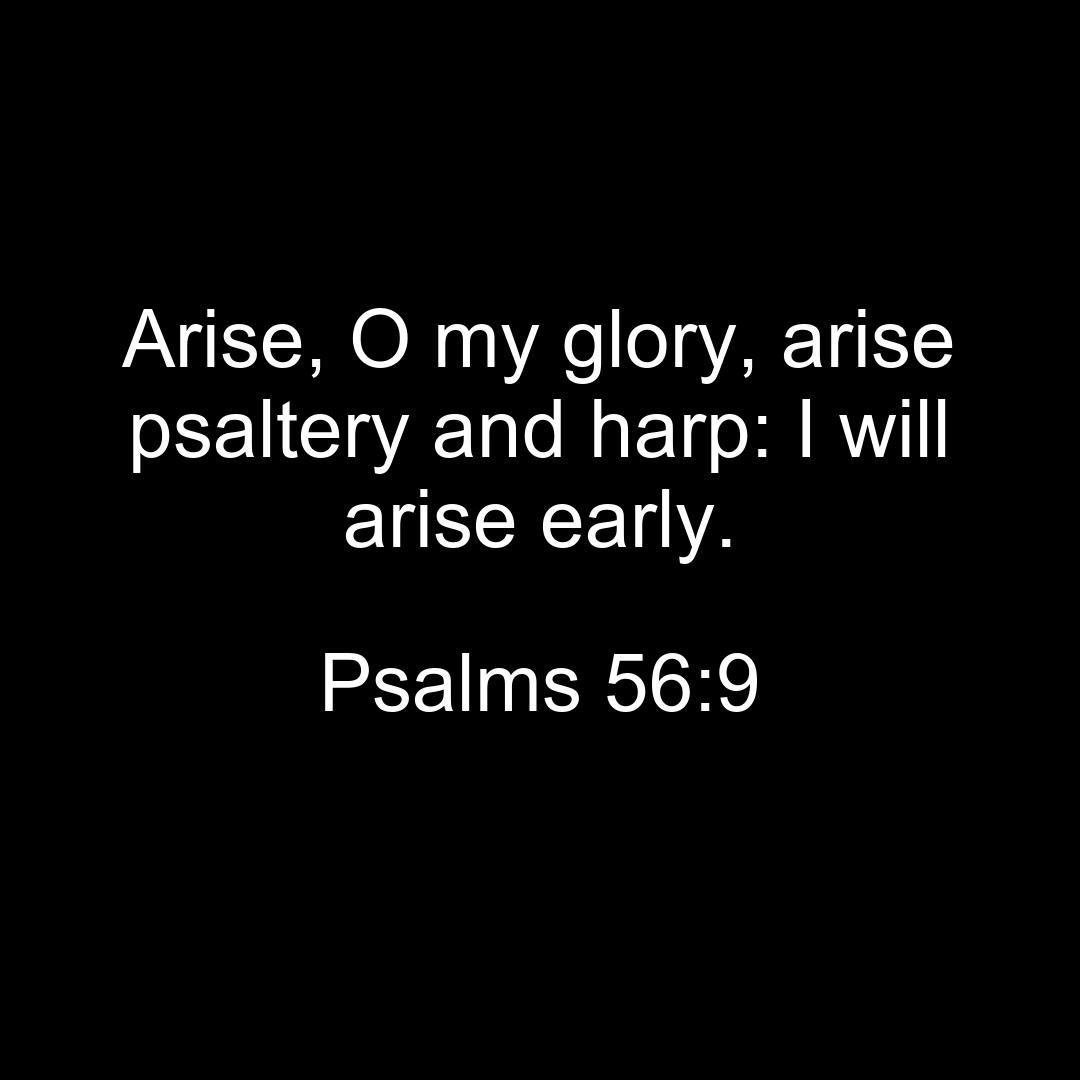 Arise, O my glory, arise
psaltery and harp: I will
arise early.
Psalms 56:9